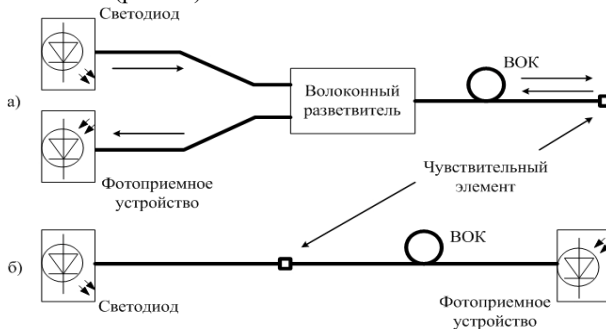 Светодиод
ВОК
а)
Волоконный
разветвитель
Фотоприемное
устройство
Чувствительный
элемент
б)
ВОК
Светодиод
Фотоприемное
устройство